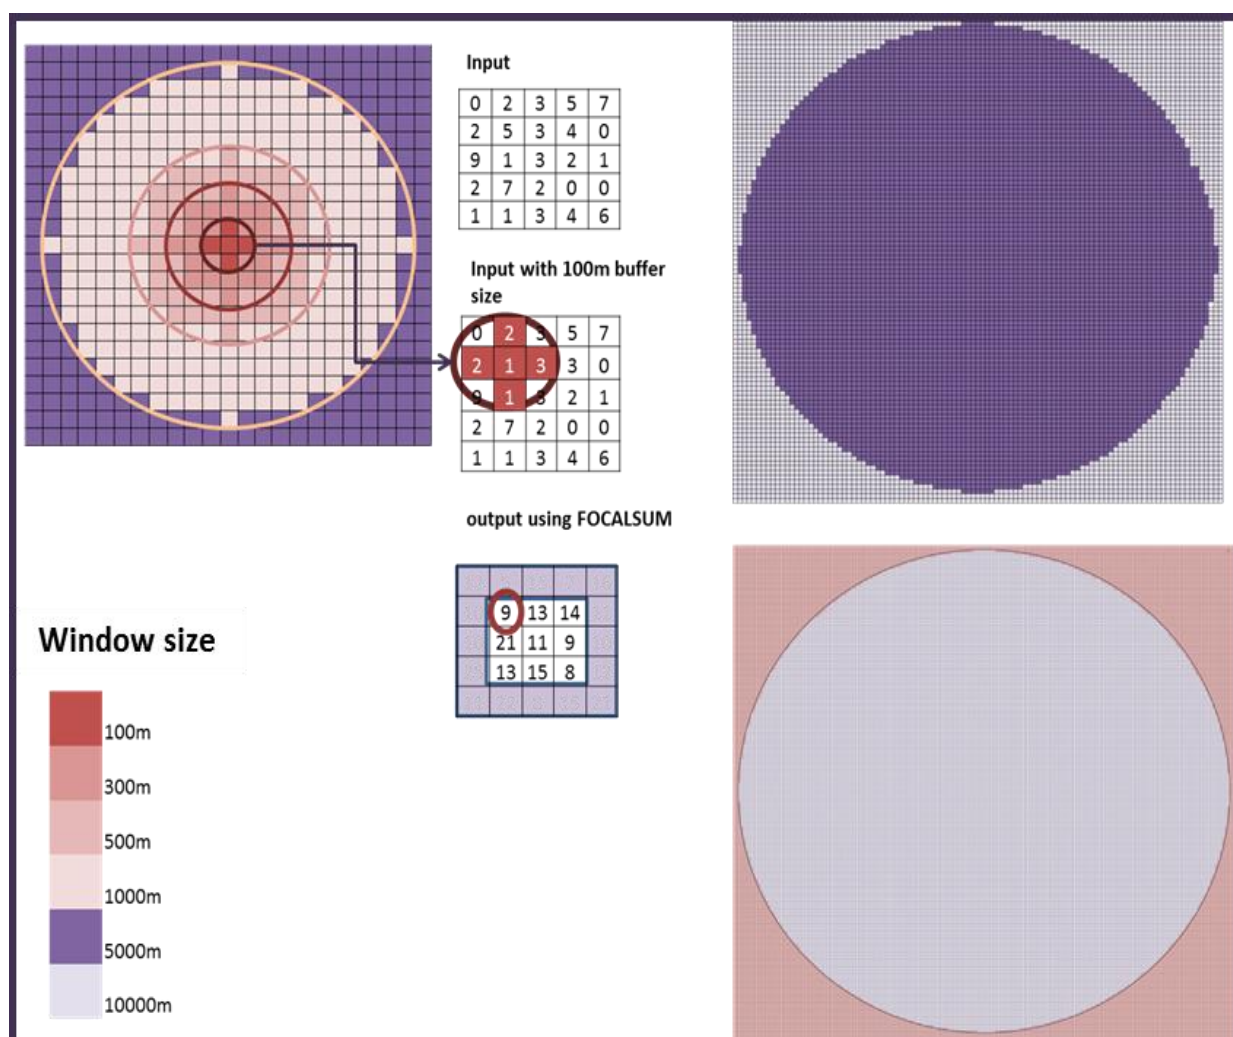 Input
0 2 3 5 7
2 5 3 4 0
9 1 3 2 1
2 7 2 0 0
1 1 3 4 6
Input with 100m buffer
size
0 2 3 5 7
2 1 3 3 0
9 1 3 2 1
2 7 2 0 0
1 1 3 4 6
output using FOCALSUM
9 13 14
21 11 9
13 15 8
Window size
100m
300m
500m
1000m
5000m
10000m